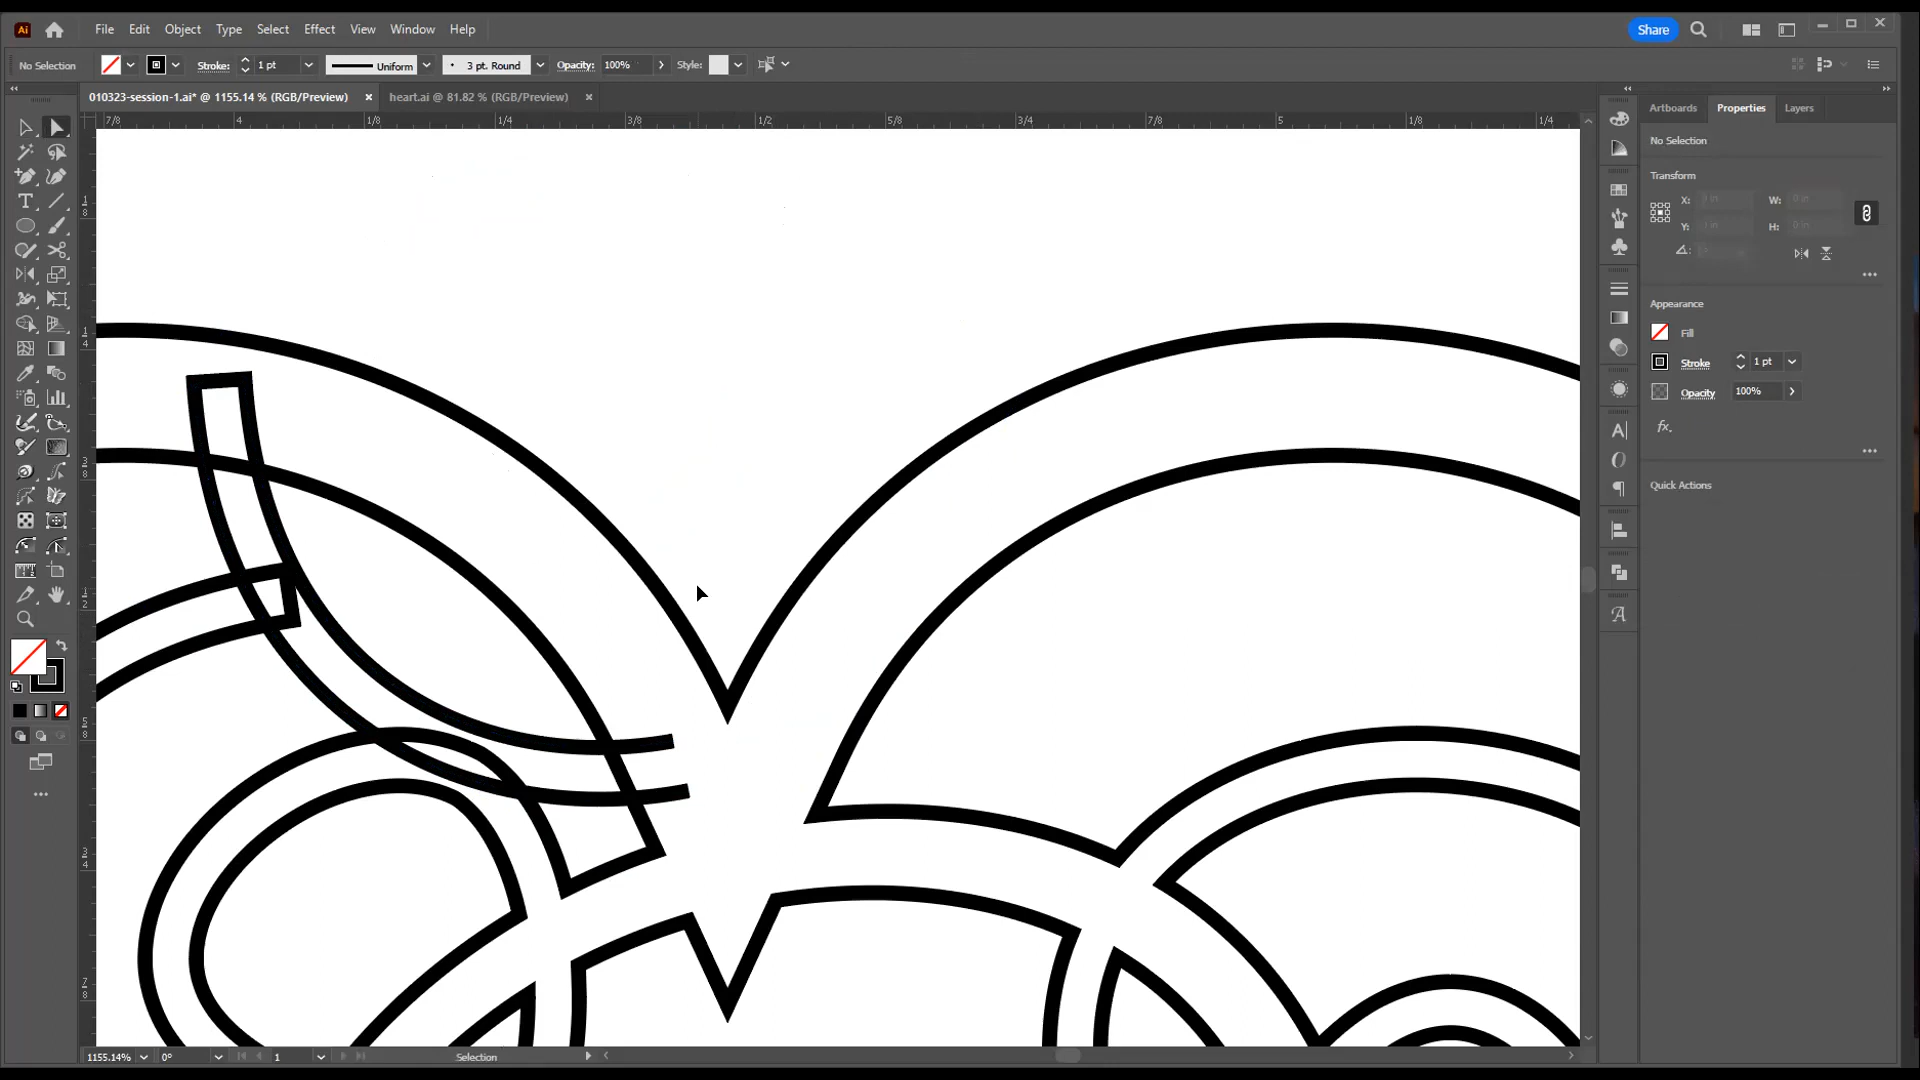 Ai File Edit Object Type Select Effect View Window Help Share
No Selection Stroke: 1 pt Uniform 3 pt. Round Opacity: 100% Style:
010323-session-1.ai* @ 1155.14 % (RGB/Preview) × heart.ai @ 81.82 % (RGB/Preview) ×
7/8 4 1/8 1/4 3/8 1/2 5/8 3/4 7/8 5 1/8 1/4
Artboards Properties Layers
No Selection
Transform
X: W:
Y: H:
Appearance
Fill
Stroke 1 pt
Opacity 100%
fx.
Quick Actions
1155.14% 0° 1 Selection